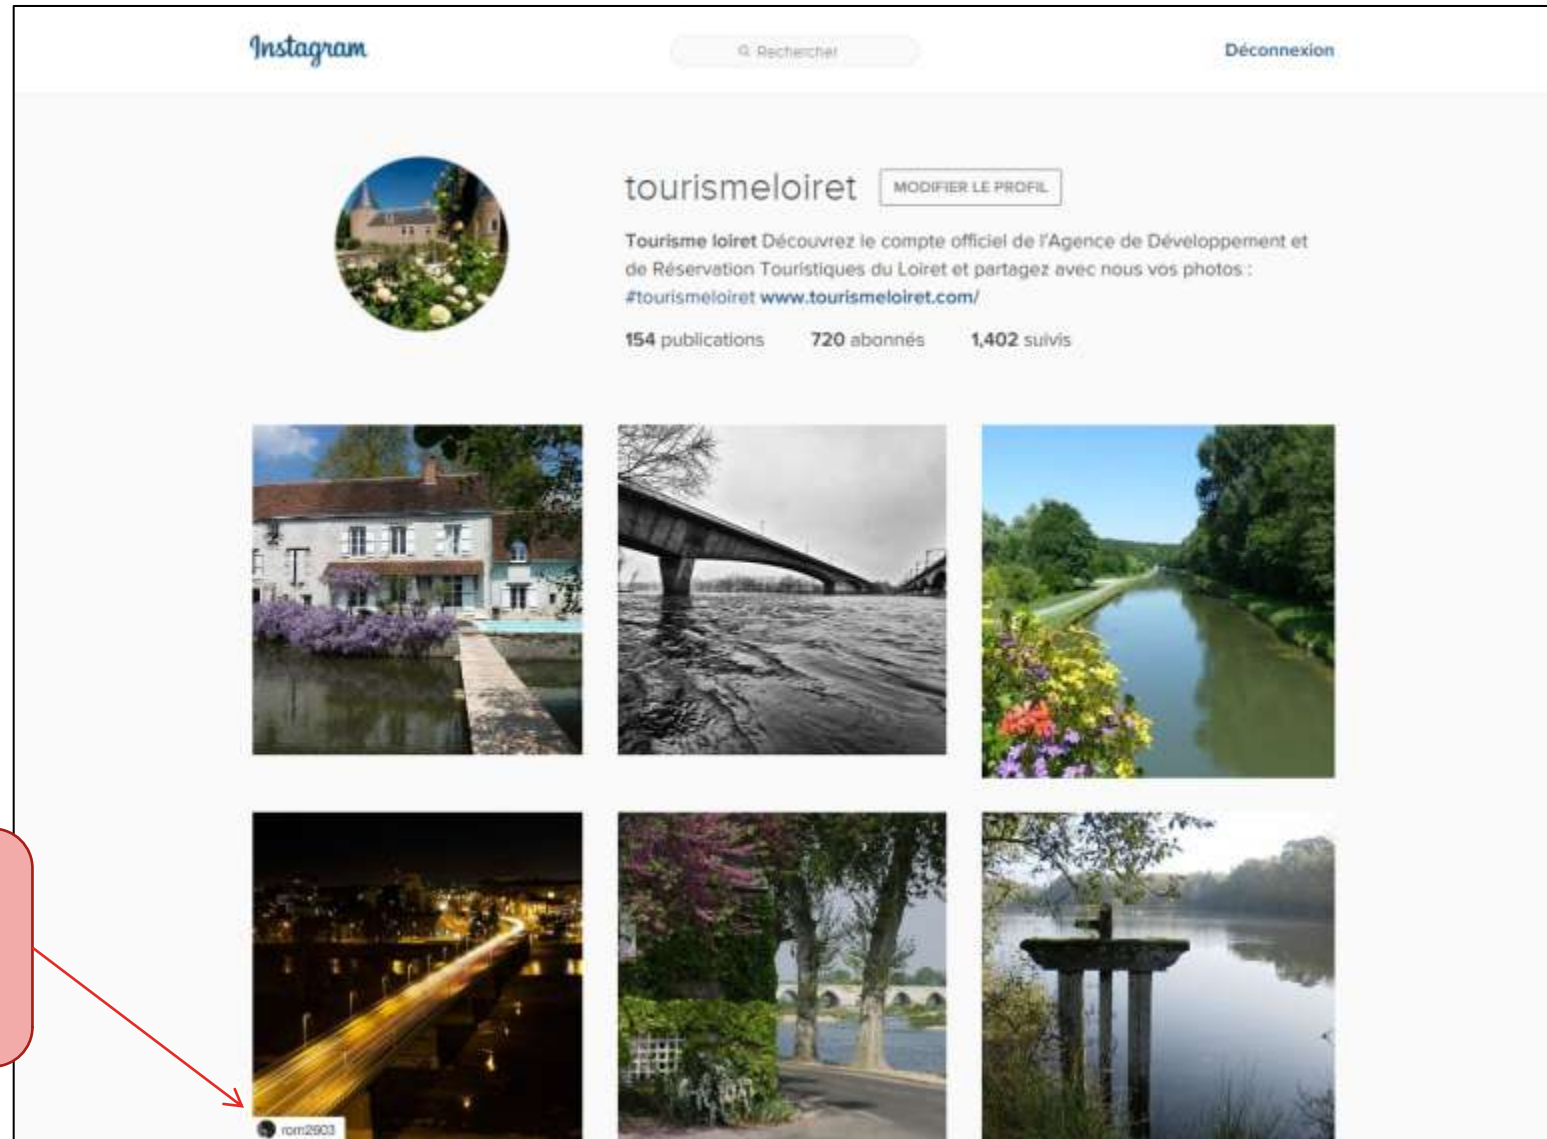 Instagram
Rechercher
Déconnexion
tourismeloiret
MODIFIER LE PROFIL
Tourisme loiret Découvrez le compte officiel de l'Agence de Développement et
de Réservation Touristiques du Loiret et partagez avec nous vos photos :
#tourismeloiret www.tourismeloiret.com/
154 publications 720 abonnés 1,402 suivis
rom2603